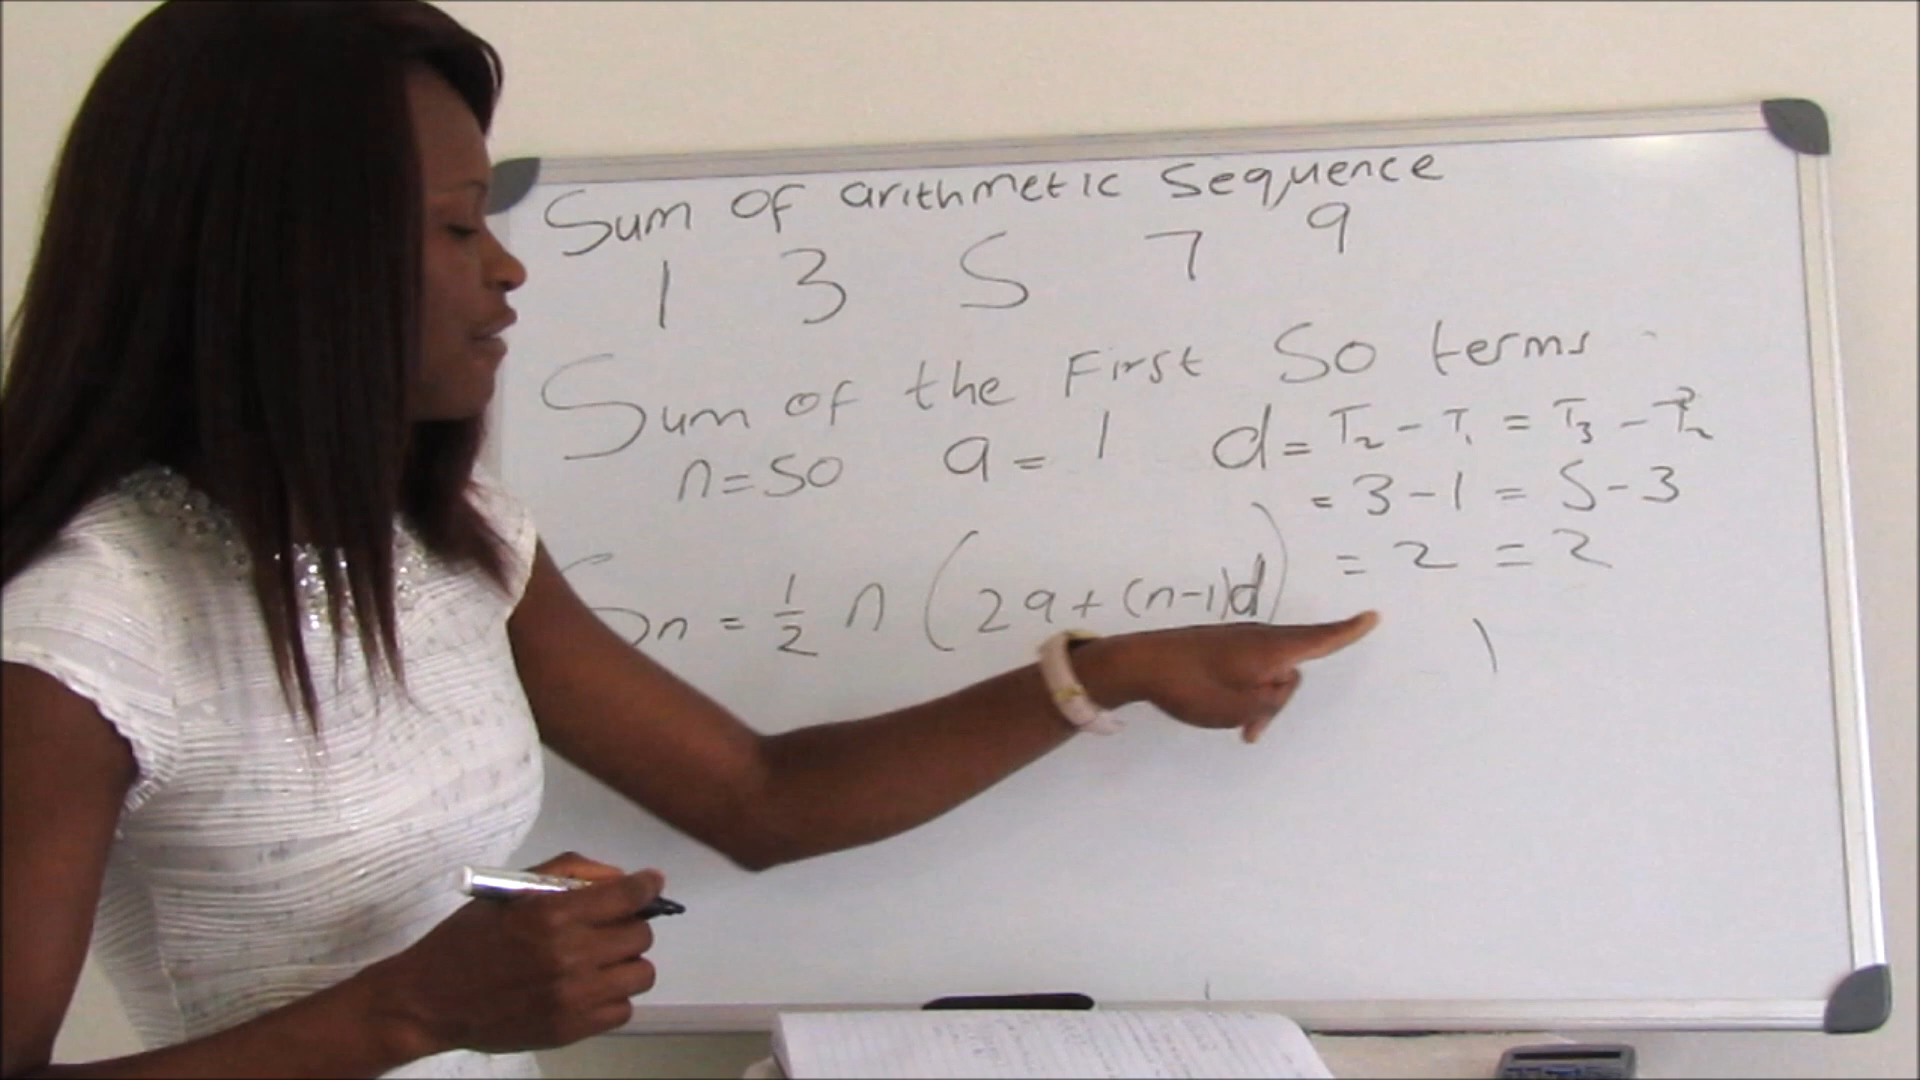 Sum of arithmetic sequence
1 3 5 7 9
Sum of the First 50 terms
n=50 a = 1 d = T₂ - T₁ = T₃ - T₂
= 3 - 1 = 5 - 3
= 2 = 2
Sn = 1/2 n (2a + (n-1)d)